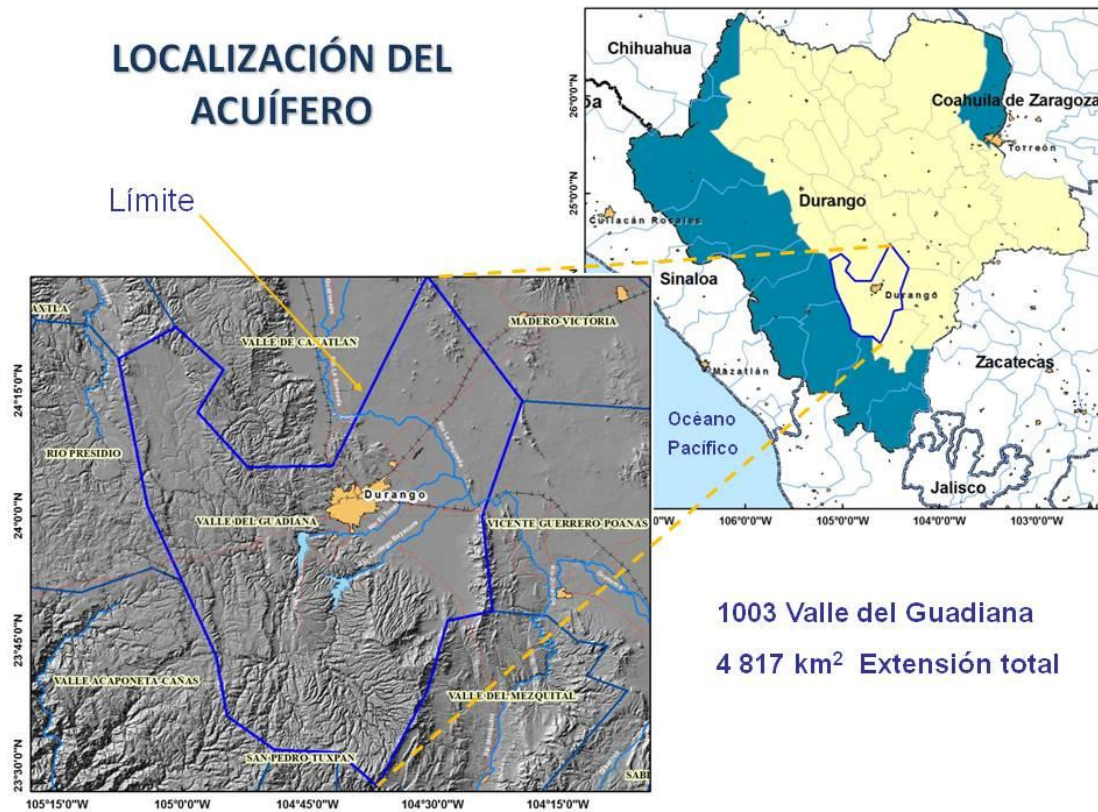 LOCALIZACIÓN DEL
ACUÍFERO
Límite
Chihuahua
Coahuila de Zaragoza
Torreón
Durango
Culiacán Rosales
Sinaloa
Durango
Mazatlán
Zacatecas
Océano
Pacífico
Jalisco
26°0'0"N
25°0'0"N
106°0'0"W
105°0'0"W
104°0'0"W
103°0'0"W
AXTLA
VALLE DE CANATLAN
MADERO-VICTORIA
RIO PRESIDIO
Durango
VALLE DEL GUADIANA
VICENTE GUERRERO-POANAS
VALLE ACAPONETA-CAÑAS
VALLE DEL MEZQUITAL
SAN PEDRO-TUXPAN
24°15'0"N
24°0'0"N
23°45'0"N
23°30'0"N
105°15'0"W
105°0'0"W
104°45'0"W
104°30'0"W
104°15'0"W
1003 Valle del Guadiana
4 817 km² Extensión total